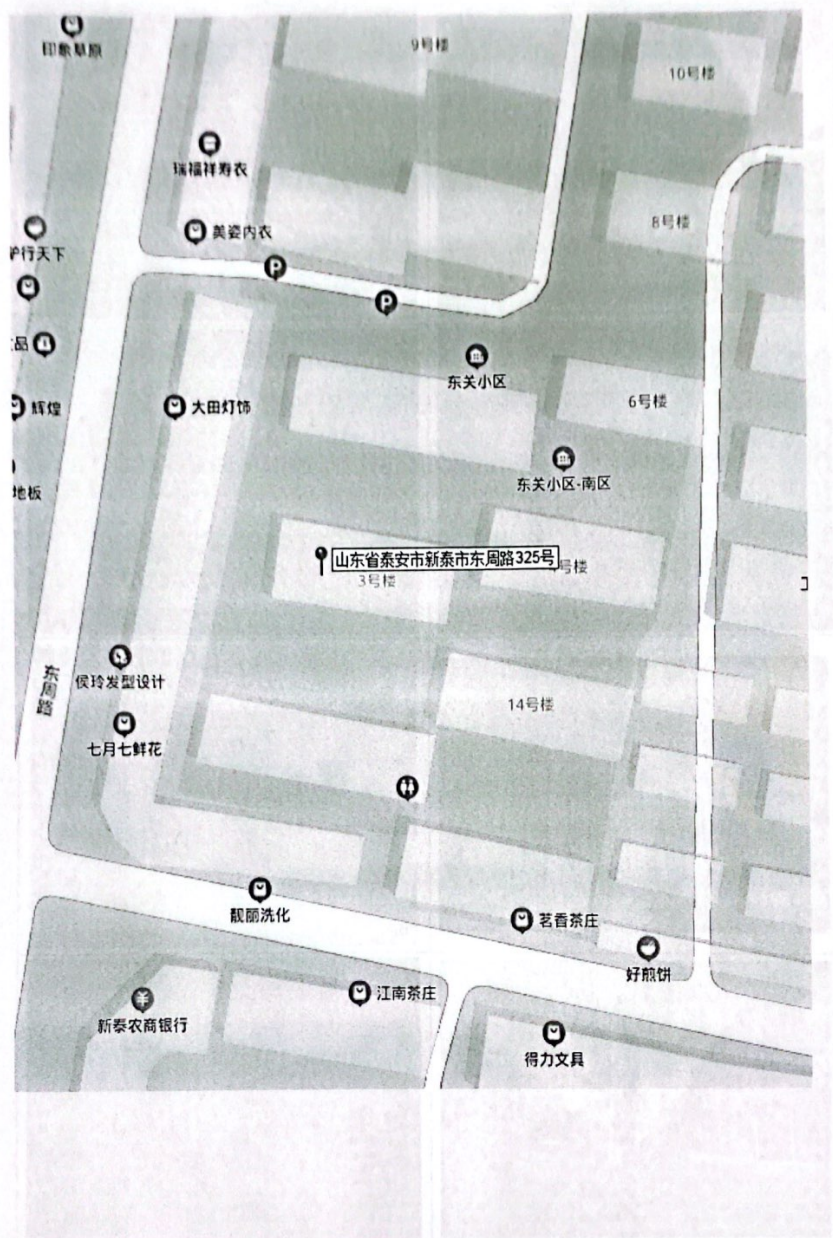 印象草原
9号楼
10号楼
瑞福祥寿衣
美姿内衣
8号楼
驴行天下
P
P
品
东关小区
辉煌
大田灯饰
6号楼
地板
东关小区-南区
山东省泰安市新泰市东周路325号
号楼
3号楼
东周路
侯玲发型设计
14号楼
七月七鲜花
靓丽洗化
茗香茶庄
好煎饼
江南茶庄
新泰农商银行
得力文具